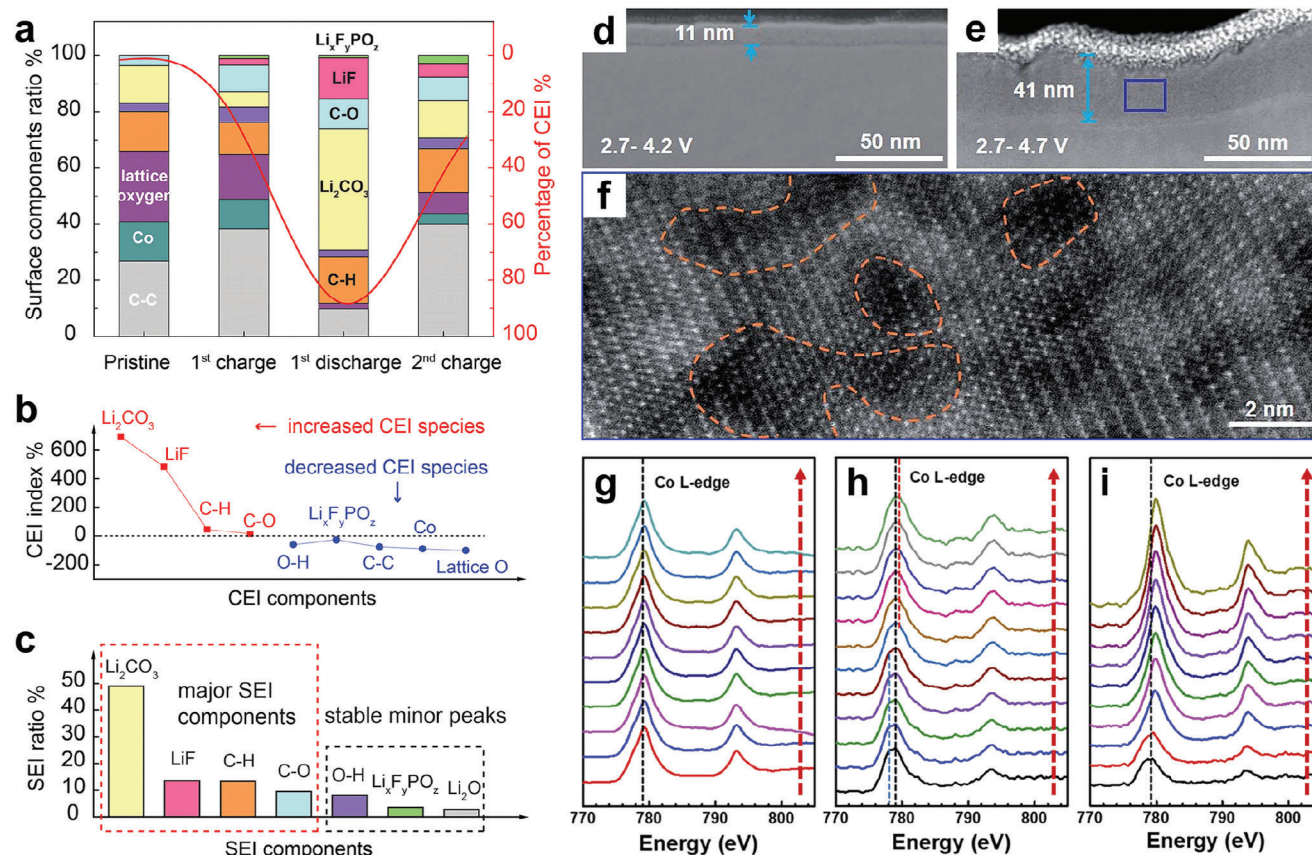 a
Surface components ratio %
100
80
60
40
20
0
LiₓFᵧPO_z
LiF
C-O
Li₂CO₃
C-H
lattice
oxygen
Co
C-C
0
20
40
60
80
100
Percentage of CEI %
Pristine
1ˢᵗ charge
1ˢᵗ discharge
2ⁿᵈ charge
b
CEI index %
600
400
200
0
-200
Li₂CO₃
LiF
C-H
C-O
← increased CEI species
decreased CEI species
↓
LiₓFᵧPO_z
Co
O-H
C-C
Lattice O
CEI components
c
SEI ratio %
50
40
30
20
10
0
Li₂CO₃
major SEI
components
LiF
C-H
C-O
stable minor peaks
O-H
LiₓFᵧPO_z
Li₂O
SEI components
d
11 nm
2.7- 4.2 V
50 nm
e
41 nm
2.7- 4.7 V
50 nm
f
2 nm
g
Co L-edge
770 780 790 800
Energy (eV)
h
Co L-edge
770 780 790 800
Energy (eV)
i
Co L-edge
770 780 790 800
Energy (eV)